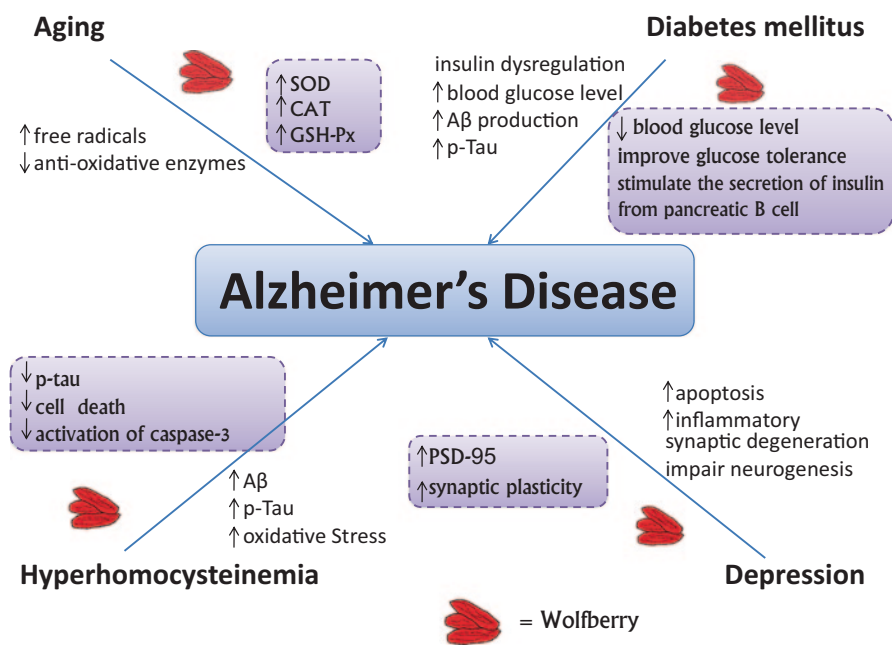 Aging
Diabetes mellitus
↑SOD
↑CAT
↑GSH-Px
↑free radicals
↓anti-oxidative enzymes
insulin dysregulation
↑blood glucose level
↑Aβ production
↑p-Tau
↓ blood glucose level
improve glucose tolerance
stimulate the secretion of insulin
from pancreatic B cell
Alzheimer's Disease
↓p-tau
↓cell death
↓activation of caspase-3
↑Aβ
↑p-Tau
↑oxidative Stress
↑PSD-95
↑synaptic plasticity
↑apoptosis
↑inflammatory
synaptic degeneration
impair neurogenesis
Hyperhomocysteinemia
Depression
= Wolfberry